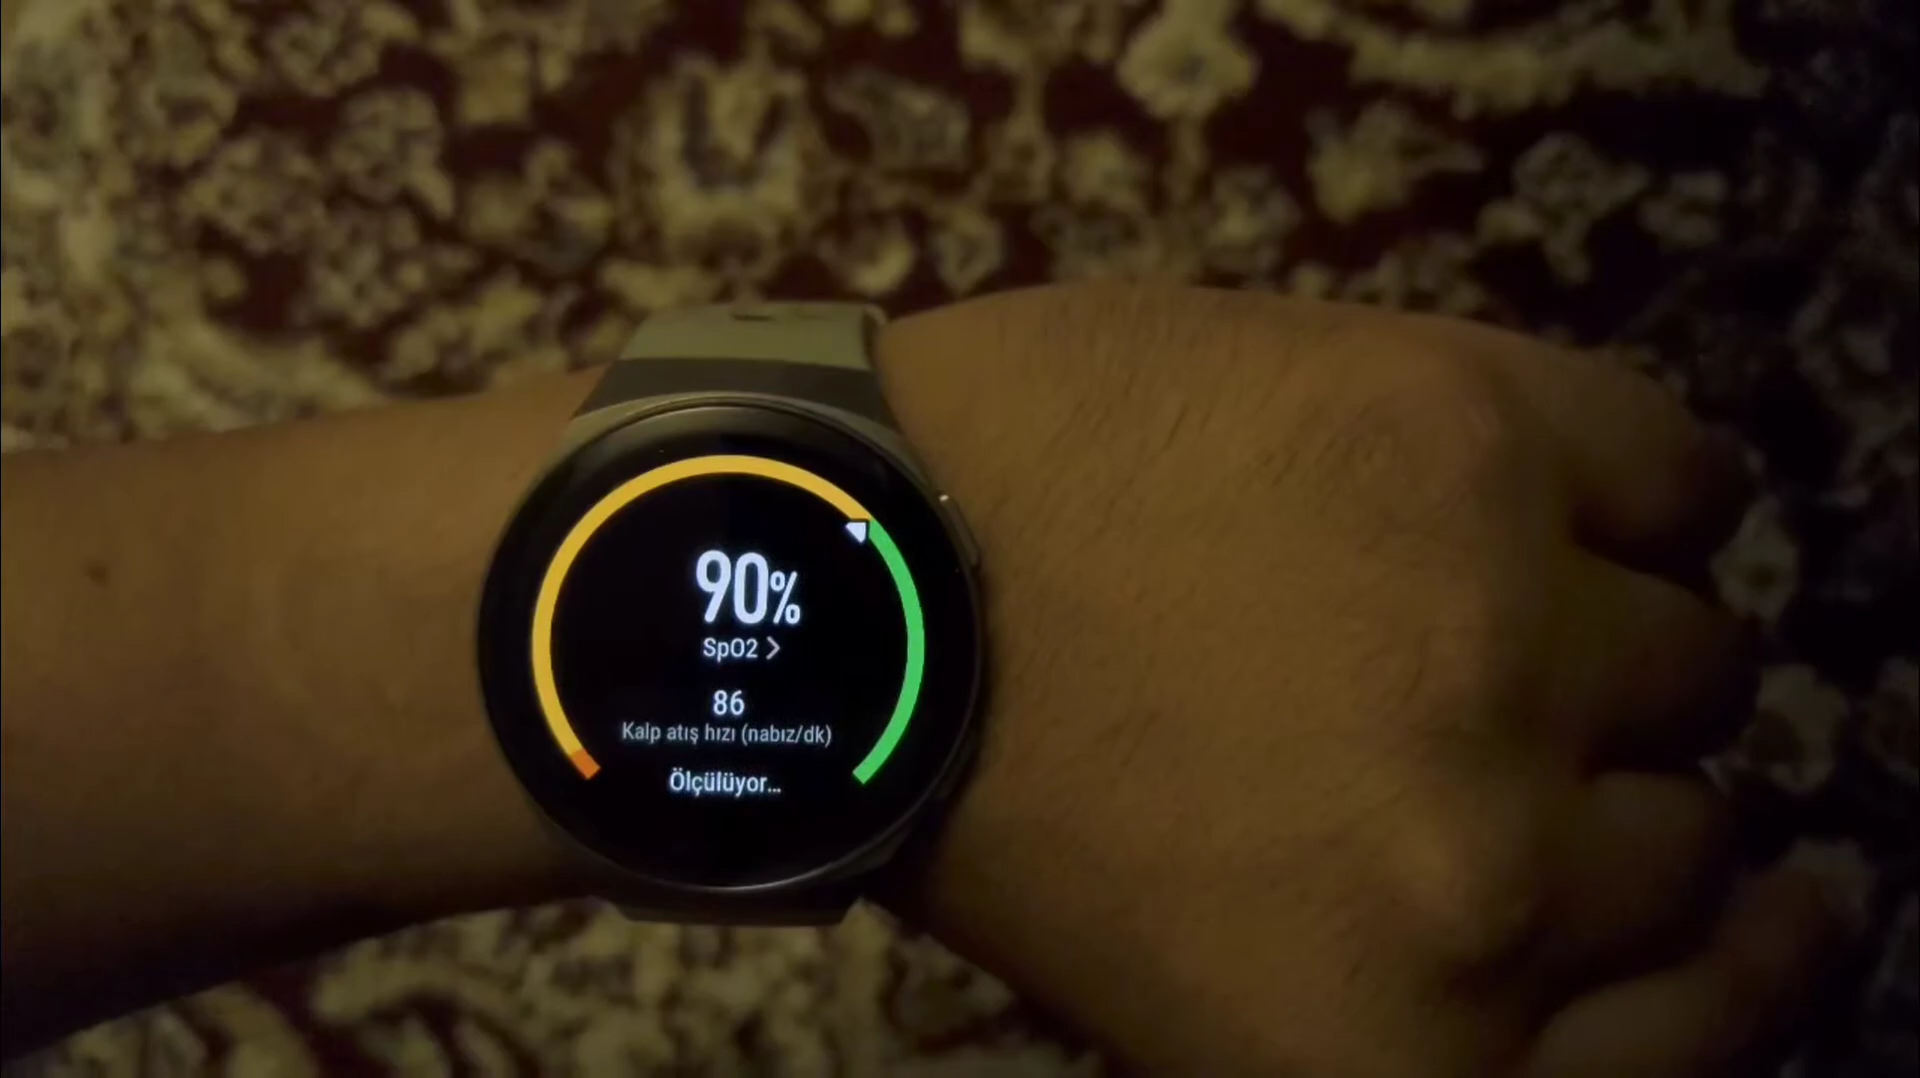 90%
SpO2 >
86
Kalp atış hızı (nabız/dk)
Ölçülüyor...